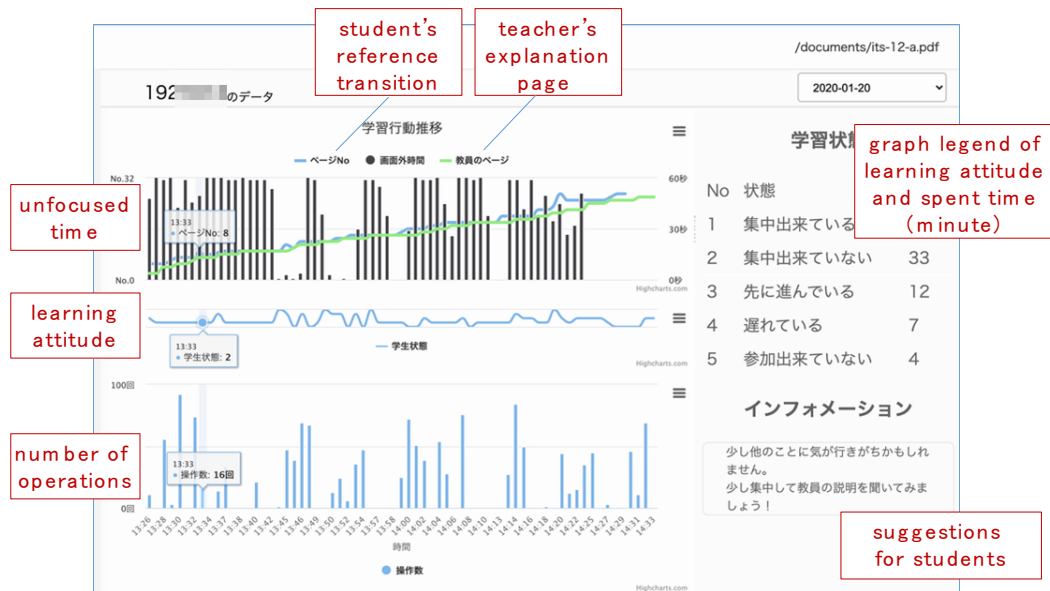 student's
reference
transition
teacher's
explanation
page
/documents/its-12-a.pdf
192
のデータ
2020-01-20
学習行動推移
ページNo
画面外時間
教員のページ
No.32
No.0
60秒
30秒
0秒
13:33
ページNo: 8
Highcharts.com
unfocused
time
learning
attitude
13:33
学生状態: 2
学生状態
Highcharts.com
number of
operations
100回
0回
13:33
操作数: 16回
13:26
13:28
13:30
13:32
13:34
13:36
13:37
13:38
13:40
13:42
13:45
13:46
13:49
13:50
13:52
13:54
13:57
13:58
14:00
14:02
14:04
14:06
14:08
14:10
14:13
14:14
14:16
14:18
14:20
14:22
14:25
14:27
14:29
14:31
14:33
時間
操作数
Highcharts.com
学習状
graph legend of
learning attitude
and spent time
(minute)
No 状態
1 集中出来ている
2 集中出来ていない 33
3 先に進んでいる 12
4 遅れている 7
5 参加出来ていない 4
インフォメーション
少し他のことに気が行きがちかもしれ
ません。
少し集中して教員の説明を聞いてみま
しょう！
suggestions
for students